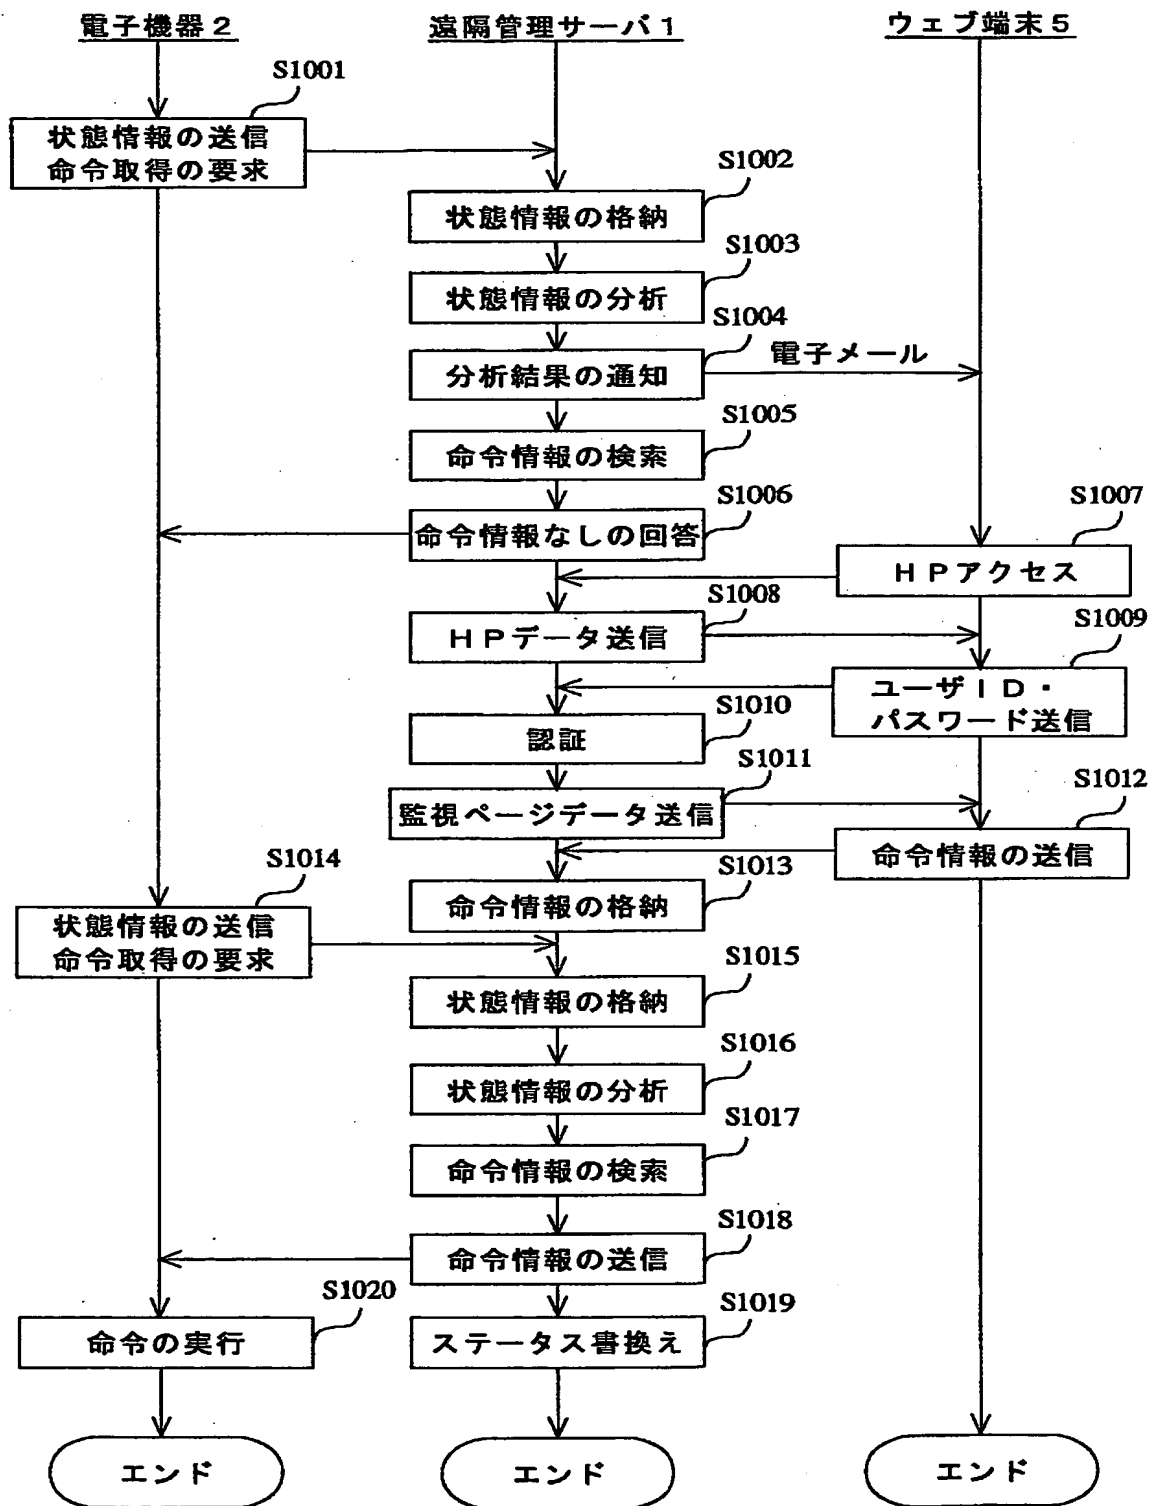 電子機器2
遠隔管理サーバ1
ウェブ端末5
S1001
状態情報の送信
命令取得の要求
S1002
状態情報の格納
S1003
状態情報の分析
S1004
分析結果の通知
電子メール
S1005
命令情報の検索
S1006
命令情報なしの回答
S1007
HPアクセス
S1008
HPデータ送信
S1009
ユーザID・
パスワード送信
S1010
認証
S1011
監視ページデータ送信
S1012
命令情報の送信
S1013
命令情報の格納
S1014
状態情報の送信
命令取得の要求
S1015
状態情報の格納
S1016
状態情報の分析
S1017
命令情報の検索
S1018
命令情報の送信
S1020
命令の実行
S1019
ステータス書換え
エンド
エンド
エンド